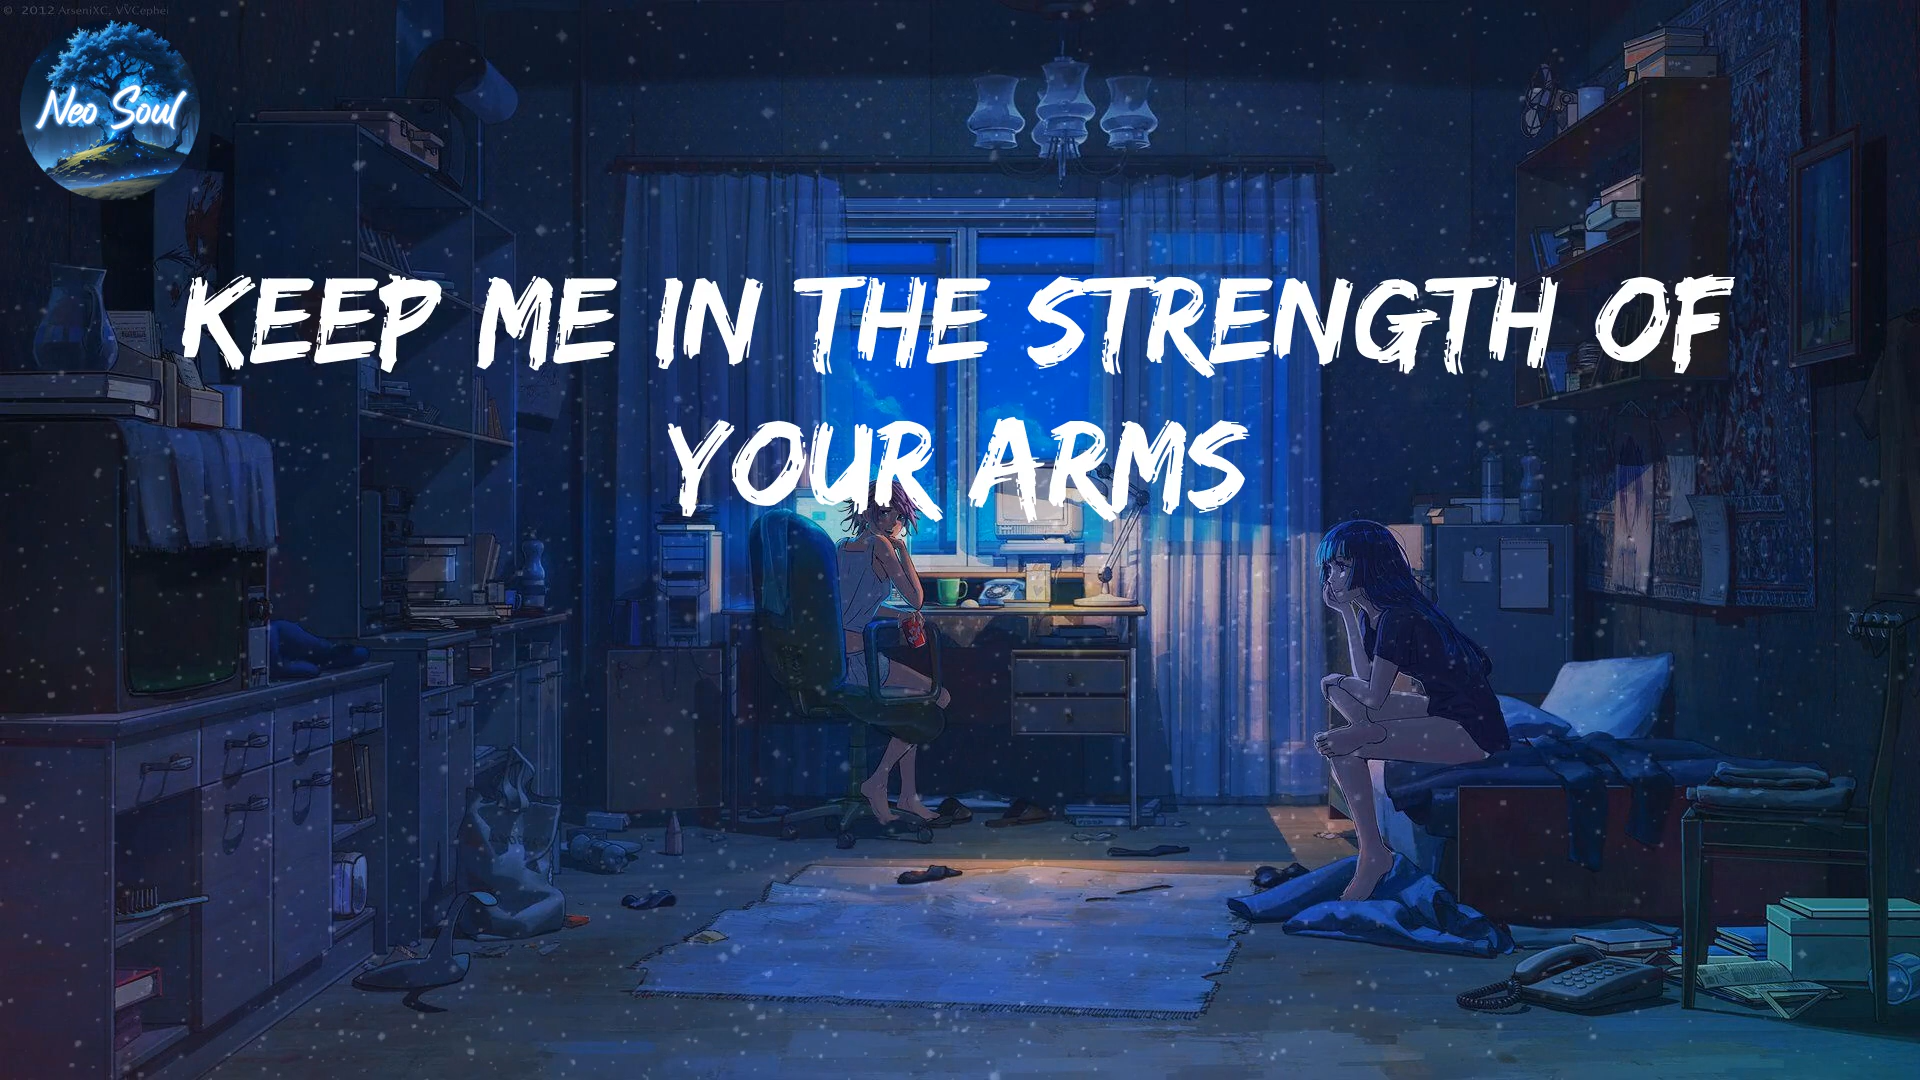 © 2012 ArseniXC, VVCephei
Neo Soul
KEEP ME IN THE STRENGTH OF
YOUR ARMS